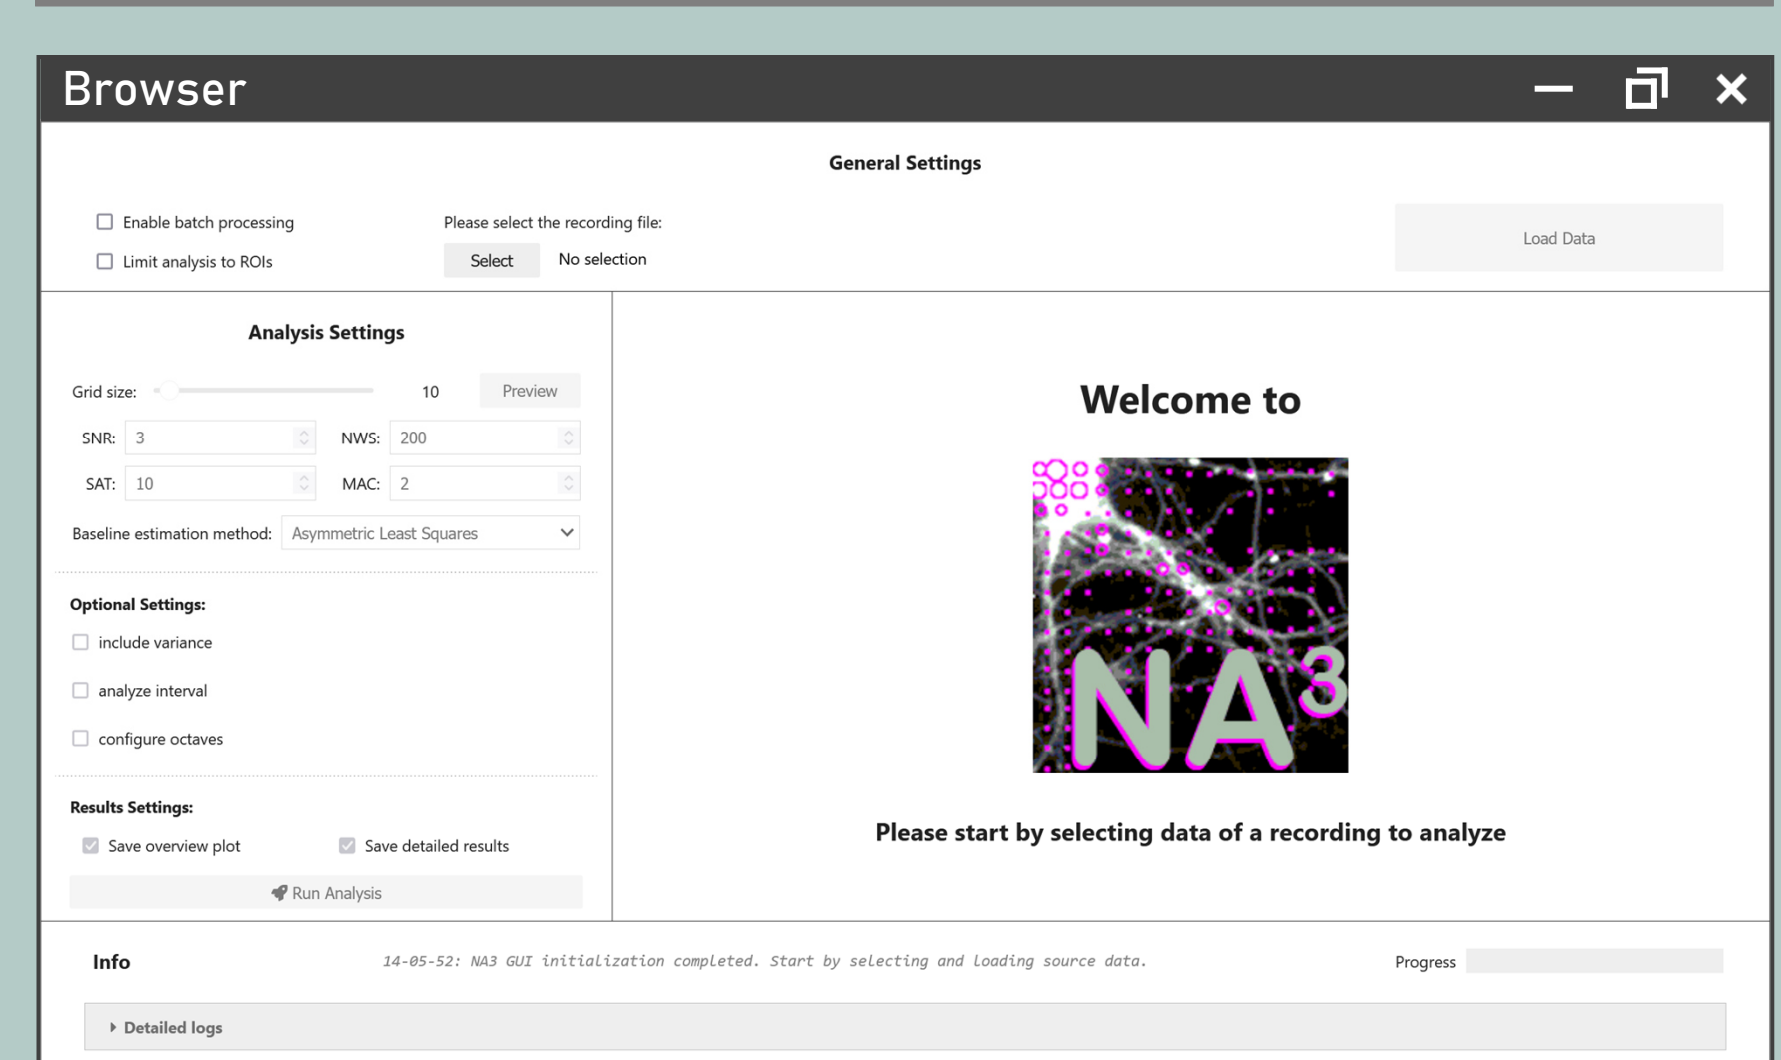 Browser
General Settings
Enable batch processing
Please select the recording file:
Load Data
Limit analysis to ROIs
Select
No selection
Analysis Settings
Grid size:
10
Preview
SNR: 3
NWS: 200
SAT: 10
MAC: 2
Baseline estimation method: Asymmetric Least Squares
Optional Settings:
include variance
analyze interval
configure octaves
Results Settings:
Save overview plot
Save detailed results
Run Analysis
Welcome to
NA3
Please start by selecting data of a recording to analyze
Info
14-05-52: NA3 GUI initialization completed. Start by selecting and loading source data.
Progress
Detailed logs